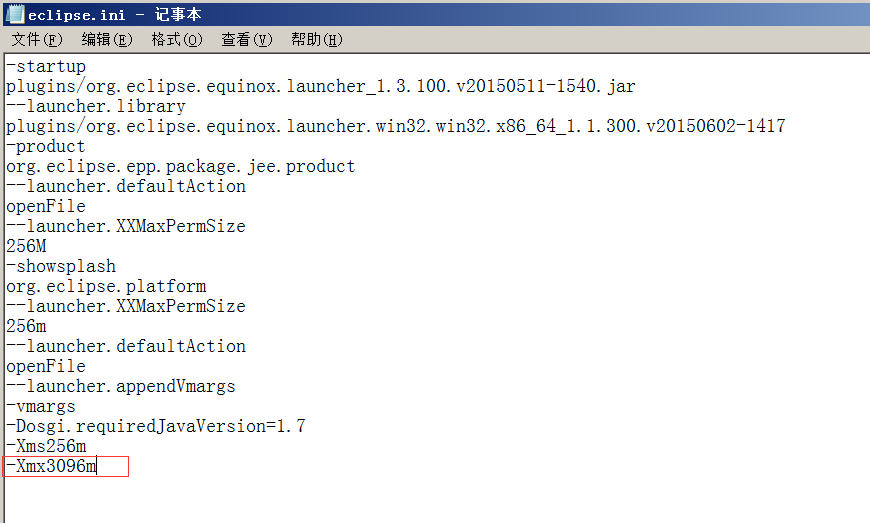 eclipse.ini - 记事本
文件(F) 编辑(E) 格式(O) 查看(V) 帮助(H)
-startup
plugins/org.eclipse.equinox.launcher_1.3.100.v20150511-1540.jar
--launcher.library
plugins/org.eclipse.equinox.launcher.win32.win32.x86_64_1.1.300.v20150602-1417
-product
org.eclipse.epp.package.jee.product
--launcher.defaultAction
openFile
--launcher.XXMaxPermSize
256M
-showsplash
org.eclipse.platform
--launcher.XXMaxPermSize
256m
--launcher.defaultAction
openFile
--launcher.appendVmargs
-vmargs
-Dosgi.requiredJavaVersion=1.7
-Xms256m
-Xmx3096m